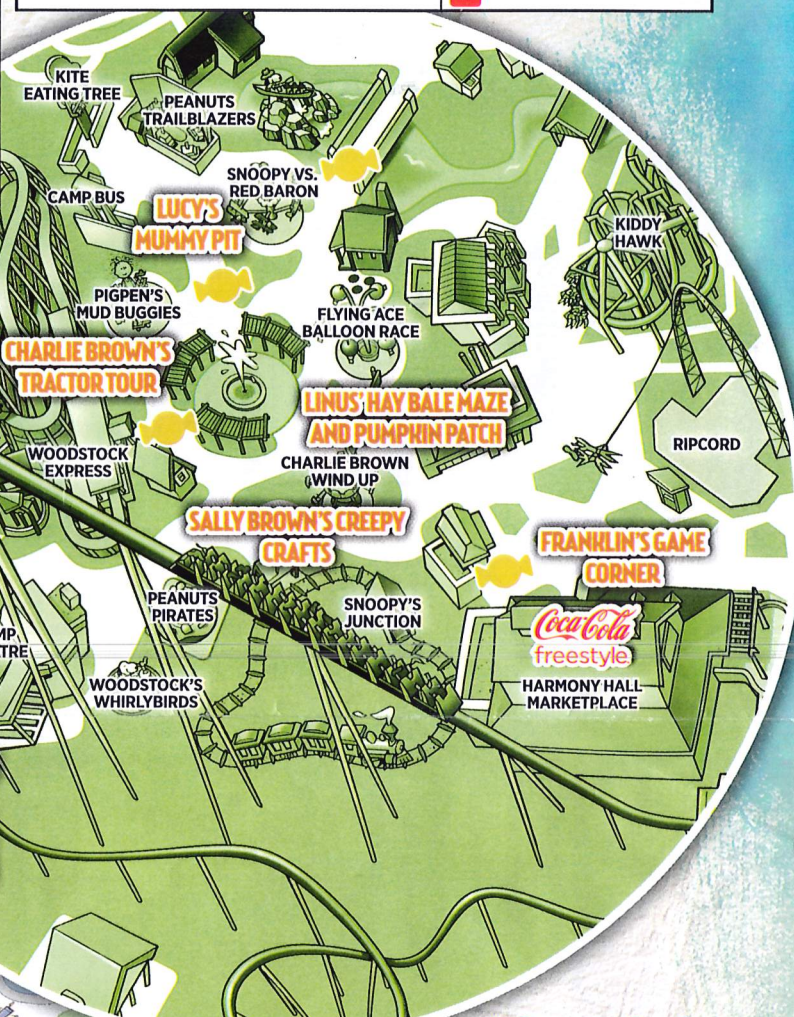 KITE
EATING TREE
PEANUTS
TRAILBLAZERS
SNOOPY VS.
RED BARON
CAMP BUS
LUCY'S
MUMMY PIT
KIDDY
HAWK
PIGPEN'S
MUD BUGGIES
FLYING ACE
BALLOON RACE
CHARLIE BROWN'S
TRACTOR TOUR
LINUS' HAY BALE MAZE
AND PUMPKIN PATCH
RIPCORD
WOODSTOCK
EXPRESS
CHARLIE BROWN
WIND UP
SALLY BROWN'S CREEPY
CRAFTS
FRANKLIN'S GAME
CORNER
PEANUTS
PIRATES
SNOOPY'S
JUNCTION
Coca-Cola
freestyle
WOODSTOCK'S
WHIRLYBIRDS
HARMONY HALL
MARKETPLACE